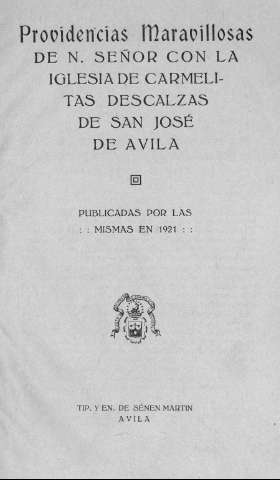 Providencias Maravillosas
DE N. SEÑOR CON LA
IGLESIA DE CARMELI-
TAS DESCALZAS
DE SAN JOSÉ
DE AVILA
PUBLICADAS POR LAS
: : MISMAS EN 1921 : :
TIP. Y EN. DE SÉNEN MARTIN
AVILA